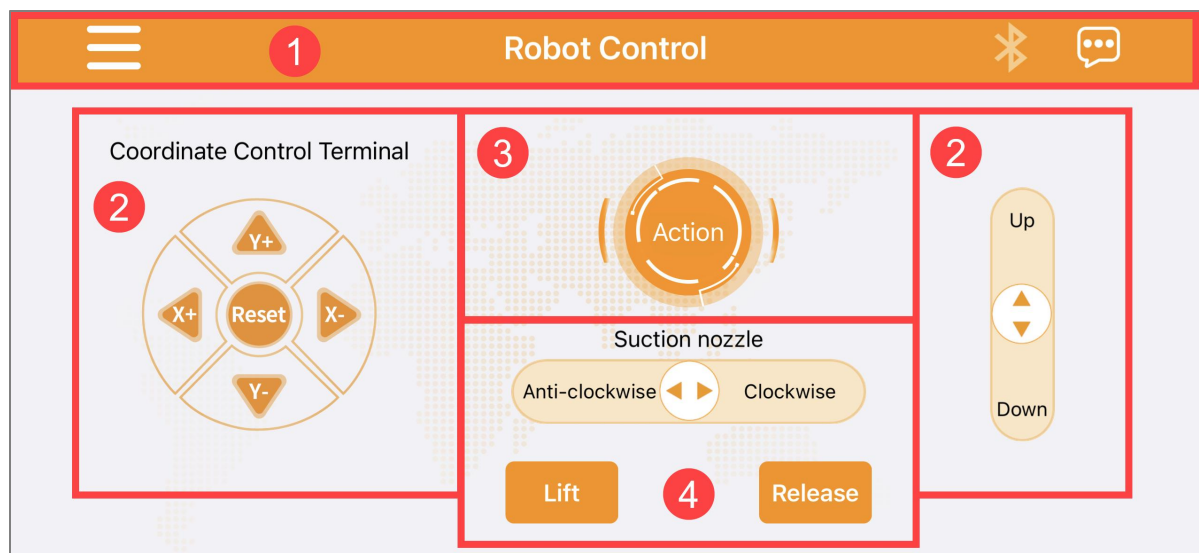 1
Robot Control
Coordinate Control Terminal
2
Y+
X+
Reset
X-
Y-
3
Action
Suction nozzle
Anti-clockwise
Clockwise
Lift
4
Release
2
Up
Down